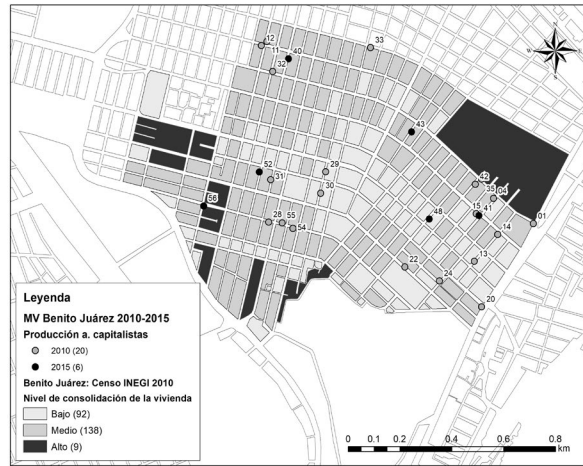 N
W
E
S
12
11
40
33
32
43
52
31
29
30
42
35
04
56
15
41
01
28
55
54
48
14
13
22
24
20
Leyenda
MV Benito Juárez 2010-2015
Producción a. capitalistas
2010 (20)
2015 (6)
Benito Juárez: Censo INEGI 2010
Nivel de consolidación de la vivienda
Bajo (92)
Medio (138)
Alto (9)
0 0.2 0.4 0.6 0.8
km